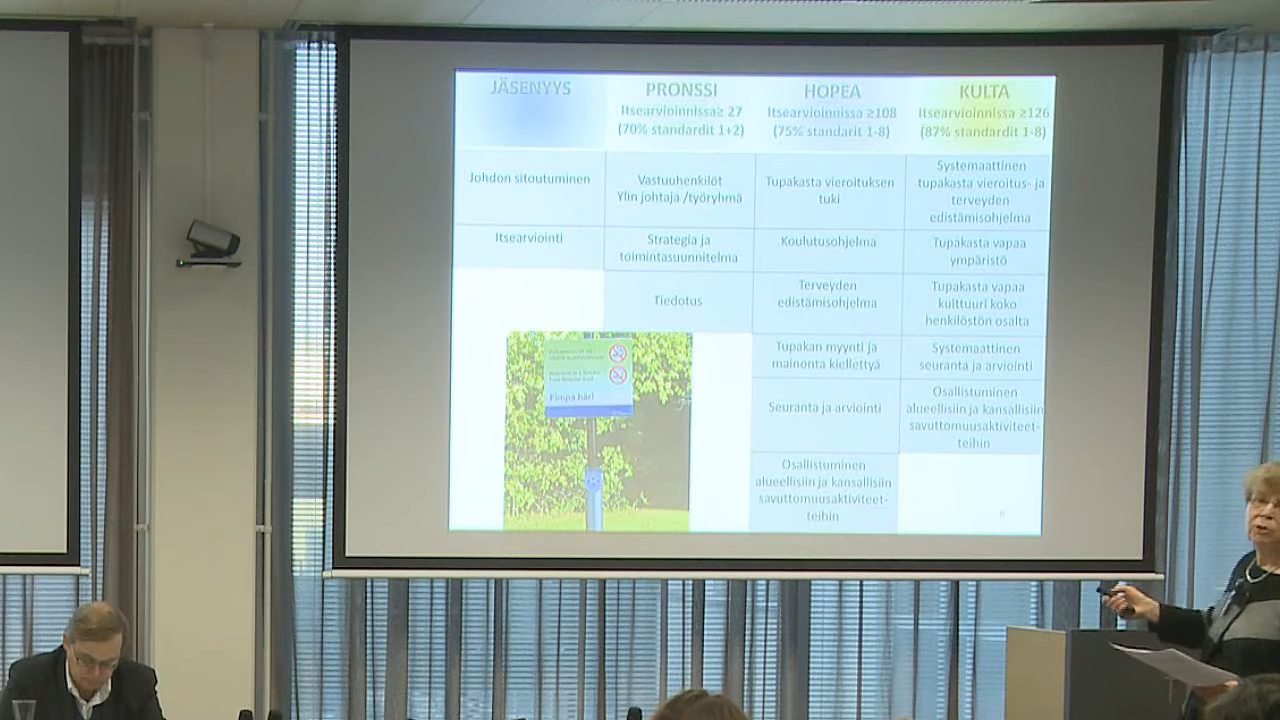 JÄSENYYS
PRONSSI
Itsearvioinnissa≥ 27
(70% standardit 1+2)
HOPEA
Itsearvioinnissa ≥108
(75% standarit 1-8)
KULTA
Itsearvioinnissa ≥126
(87% standardit 1-8)
Johdon sitoutuminen
Vastuuhenkilöt
Ylin johtaja /työryhmä
Tupakasta vieroituksen
tuki
Systemaattinen
tupakasta vieroitus- ja
terveyden
edistämisohjelma
Itsearviointi
Strategia ja
toimintasuunnitelma
Koulutusohjelma
Tupakasta vapaa
ympäristö
Tiedotus
Terveyden
edistämisohjelma
Tupakasta vapaa
kulttuuri koko
henkilöstön osalta
Tupakan myynti ja
mainonta kiellettyä
Systemaattinen
seuranta ja arviointi
Seuranta ja arviointi
Osallistuminen
alueellisiin ja kansallisiin
savuttomuusaktiviteet-
teihin
Osallistuminen
alueellisiin ja kansallisiin
savuttomuusaktiviteet-
teihin
Fimpa här!